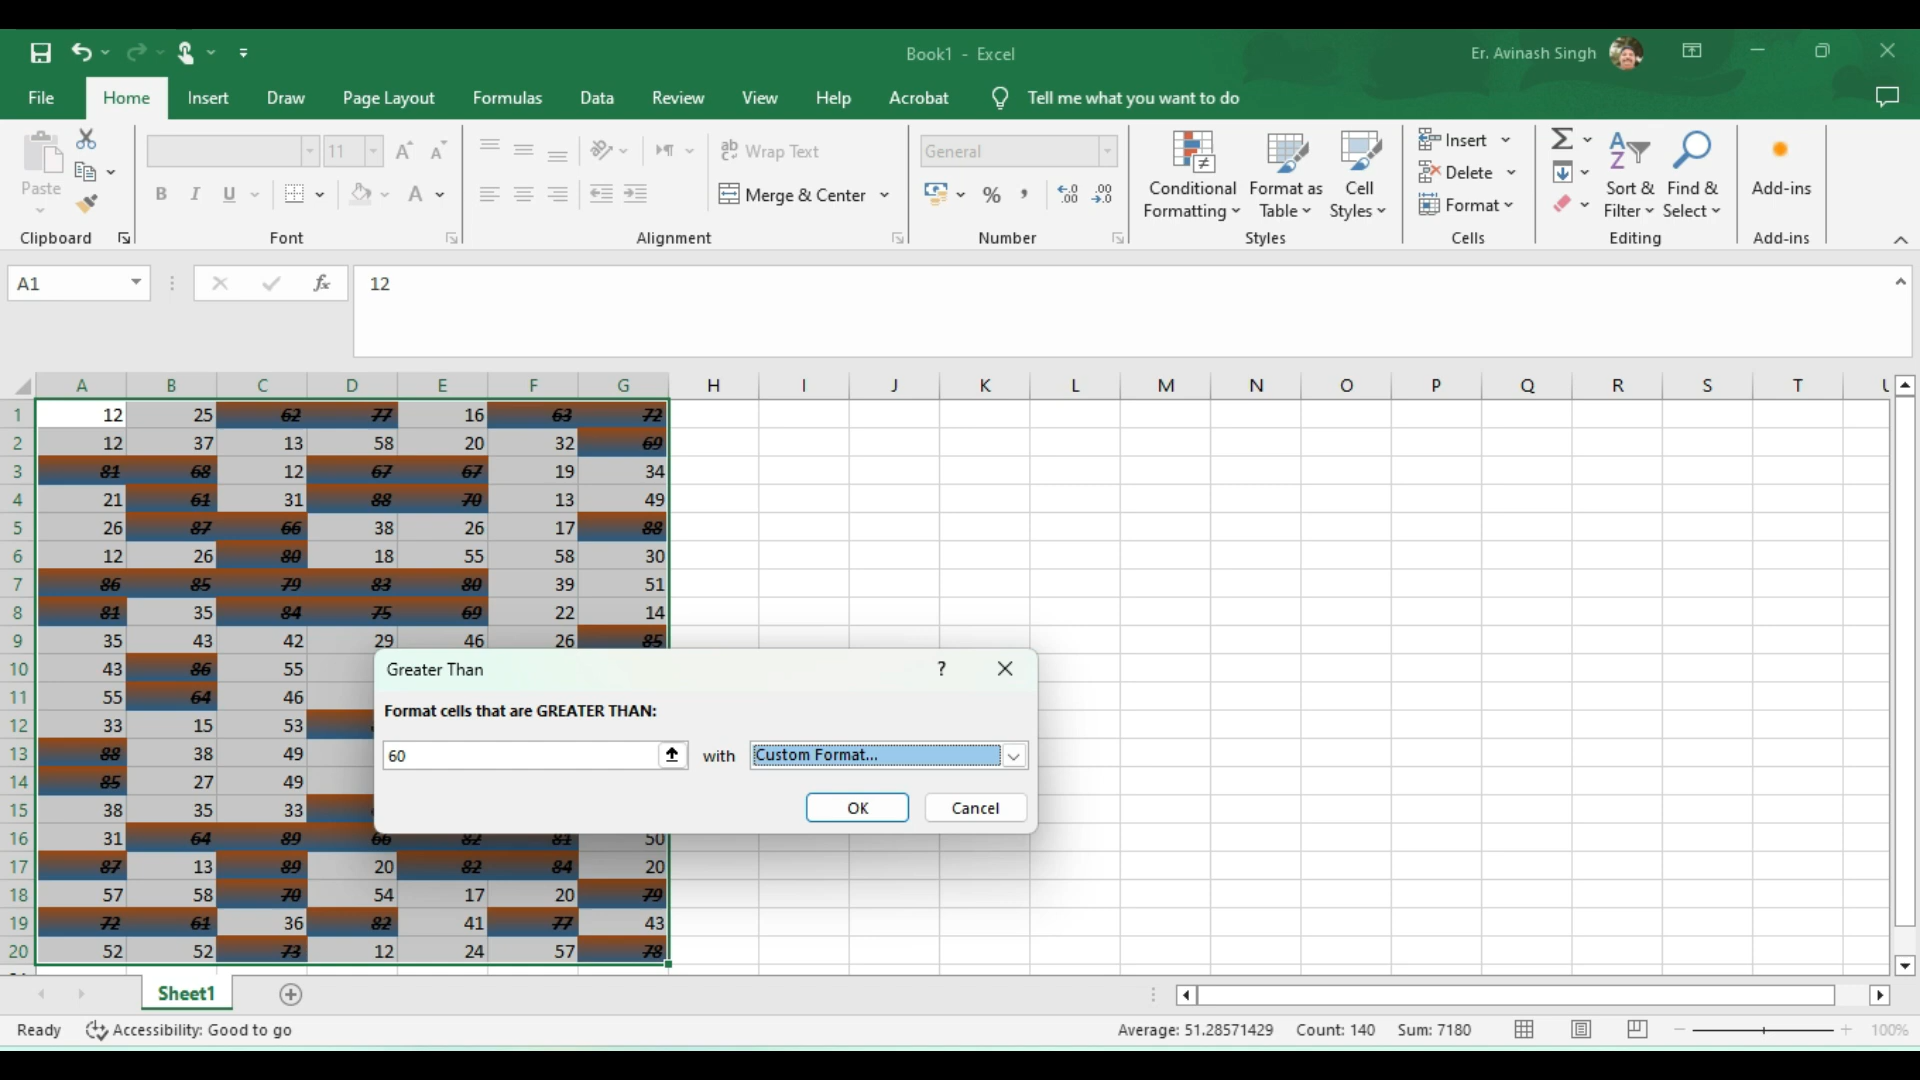 Book1 - Excel
Er. Avinash Singh
File Home Insert Draw Page Layout Formulas Data Review View Help Acrobat Tell me what you want to do
Paste
Clipboard
11
B I U A
Font
Wrap Text
Merge & Center
Alignment
General
% , .00
Number
Conditional Formatting
Format as Table
Cell Styles
Styles
Insert
Delete
Format
Cells
Sort & Filter
Find & Select
Editing
Add-ins
Add-ins
A1 fx 12
A B C D E F G H I J K L M N O P Q R S T
1 12 25 62 77 16 63 72
2 12 37 13 58 20 32 69
3 81 68 12 67 67 19 34
4 21 61 31 88 70 13 49
5 26 87 66 38 26 17 88
6 12 26 80 18 55 58 30
7 86 85 79 83 80 39 51
8 81 35 84 75 69 22 14
9 35 43 42 29 46 26 85
10 43 86 55
11 55 64 46
12 33 15 53
13 88 38 49
14 85 27 49
15 38 35 33
16 31 64 89 66 82 81 50
17 87 13 89 20 82 84 20
18 57 58 70 54 17 20 79
19 72 61 36 82 41 77 43
20 52 52 73 12 24 57 78
Greater Than ?
Format cells that are GREATER THAN:
60 with Custom Format...
OK Cancel
Sheet1
Ready Accessibility: Good to go Average: 51.28571429 Count: 140 Sum: 7180 100%